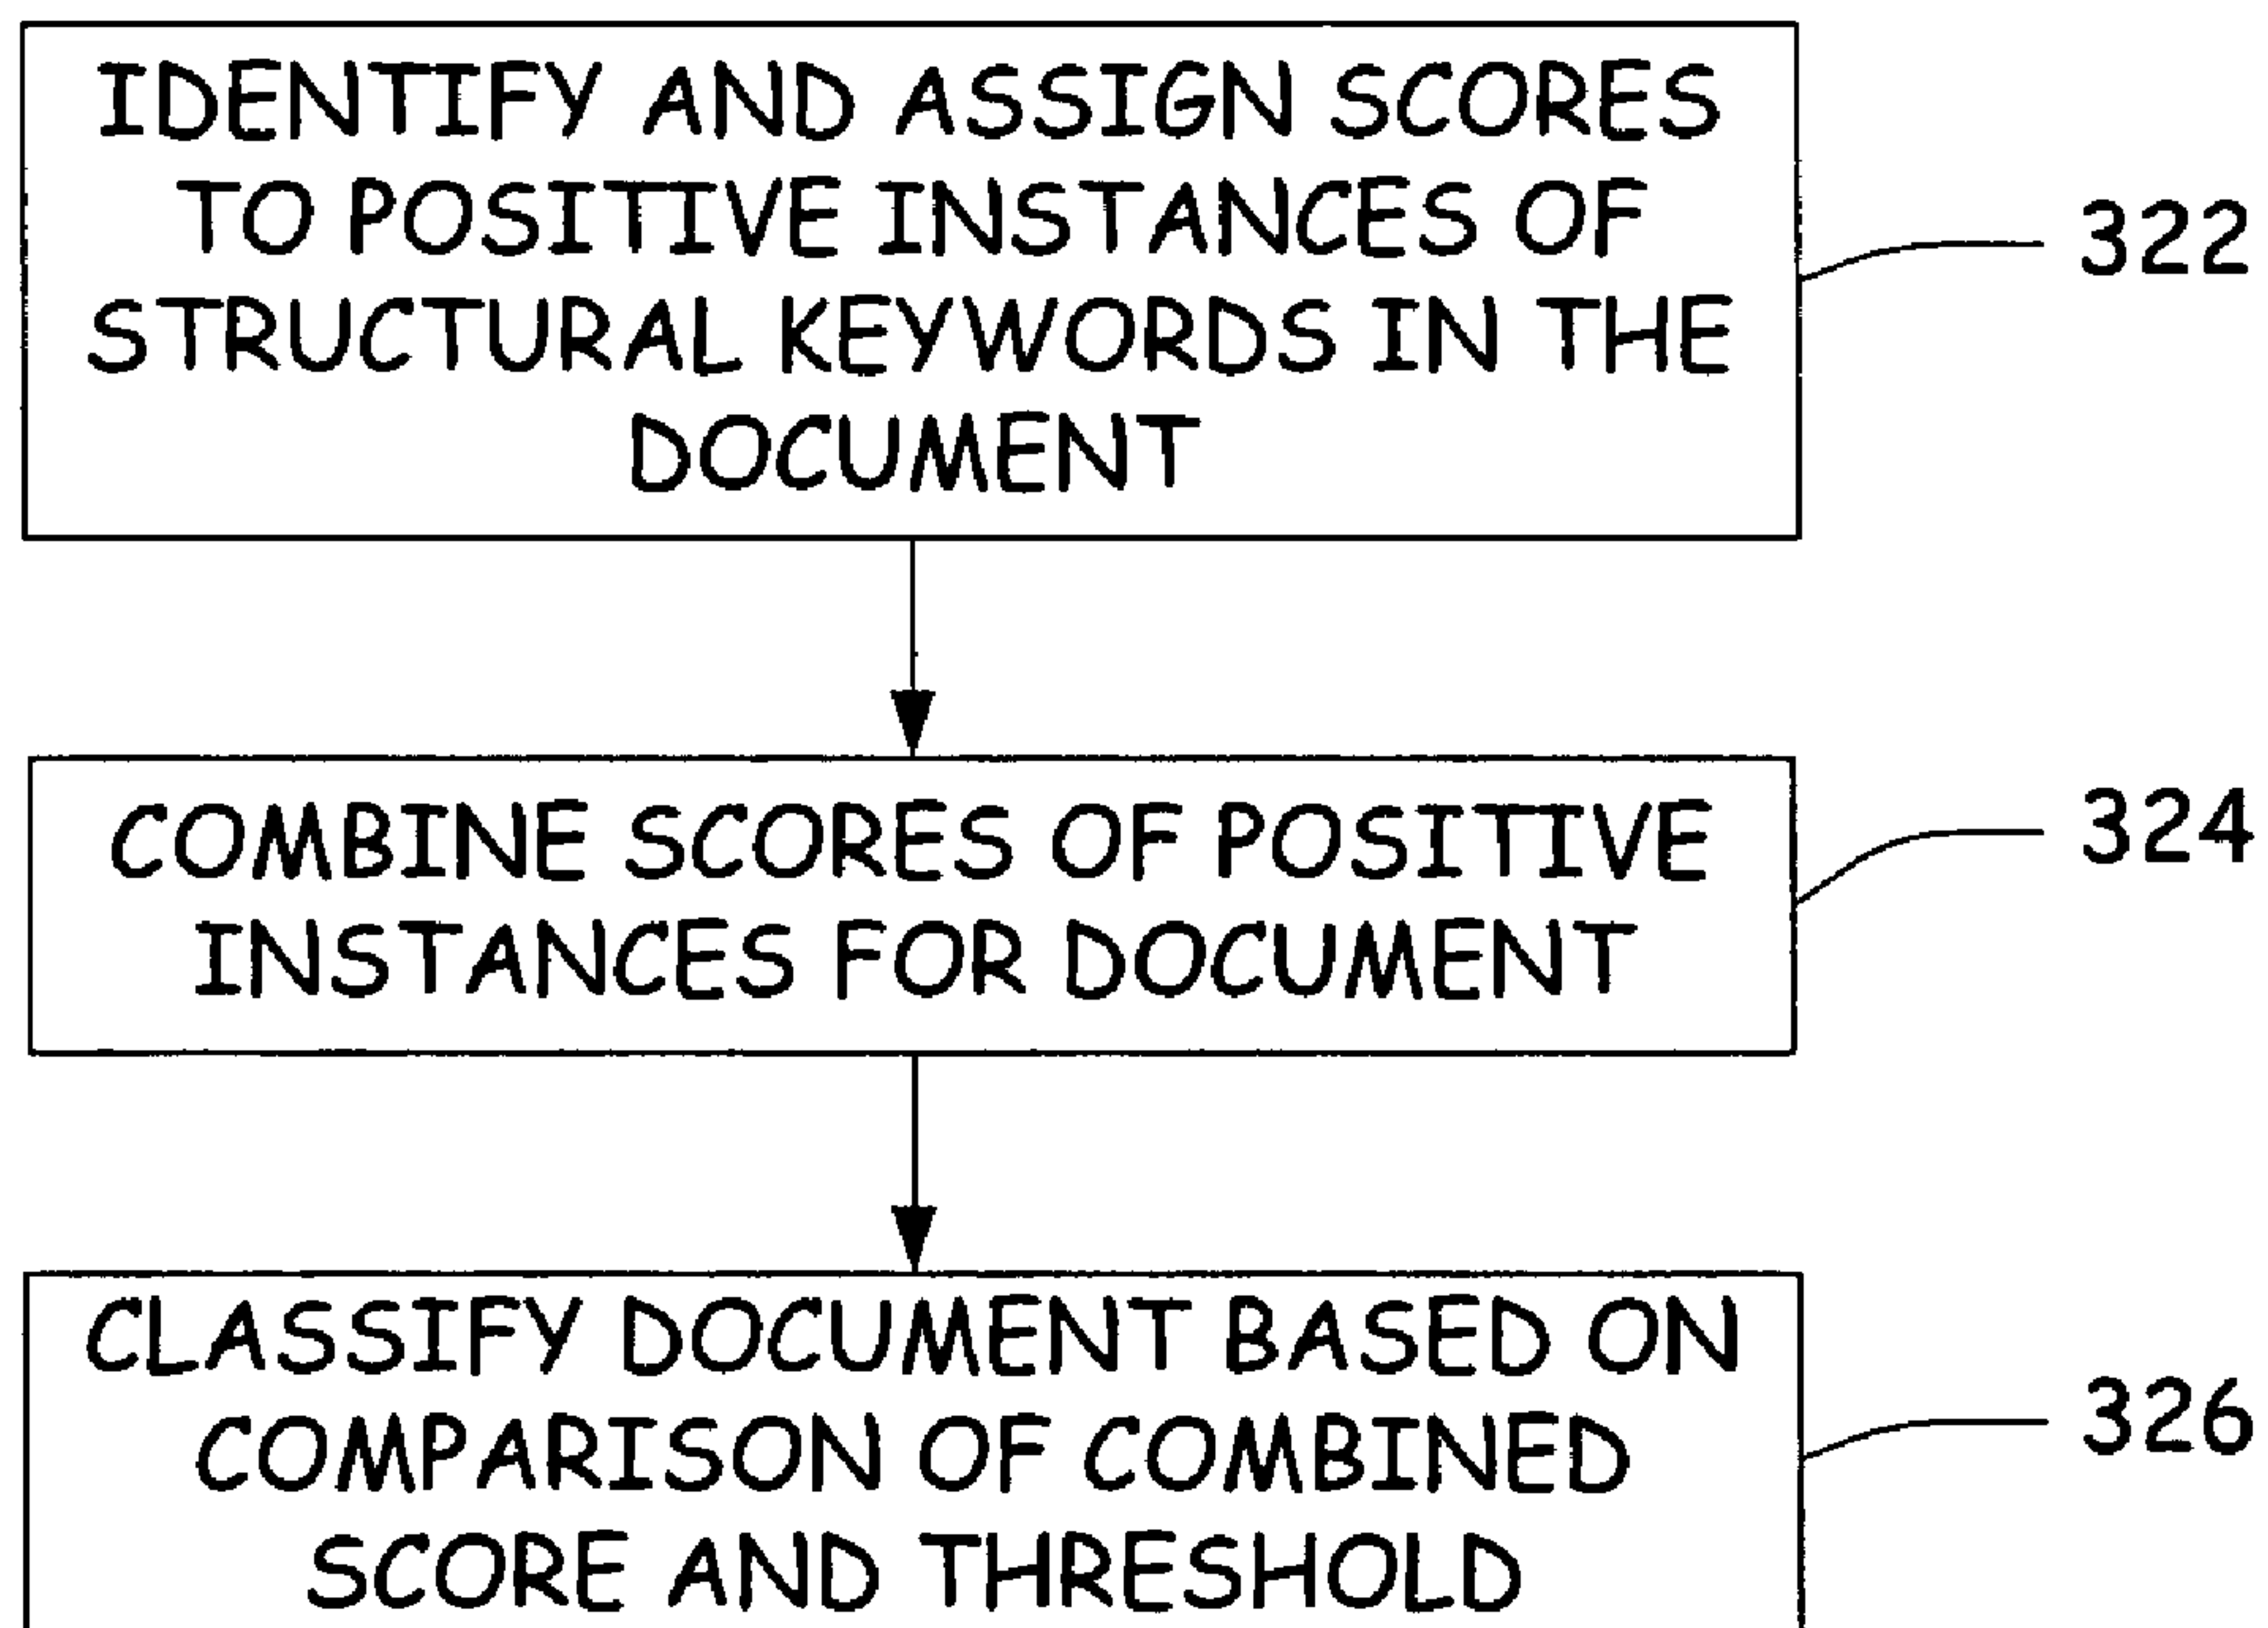 IDENTIFY AND ASSIGN SCORES
TO POSITIVE INSTANCES OF
STRUCTURAL KEYWORDS IN THE
DOCUMENT
322
COMBINE SCORES OF POSITIVE
INSTANCES FOR DOCUMENT
324
CLASSIFY DOCUMENT BASED ON
COMPARISON OF COMBINED
SCORE AND THRESHOLD
326